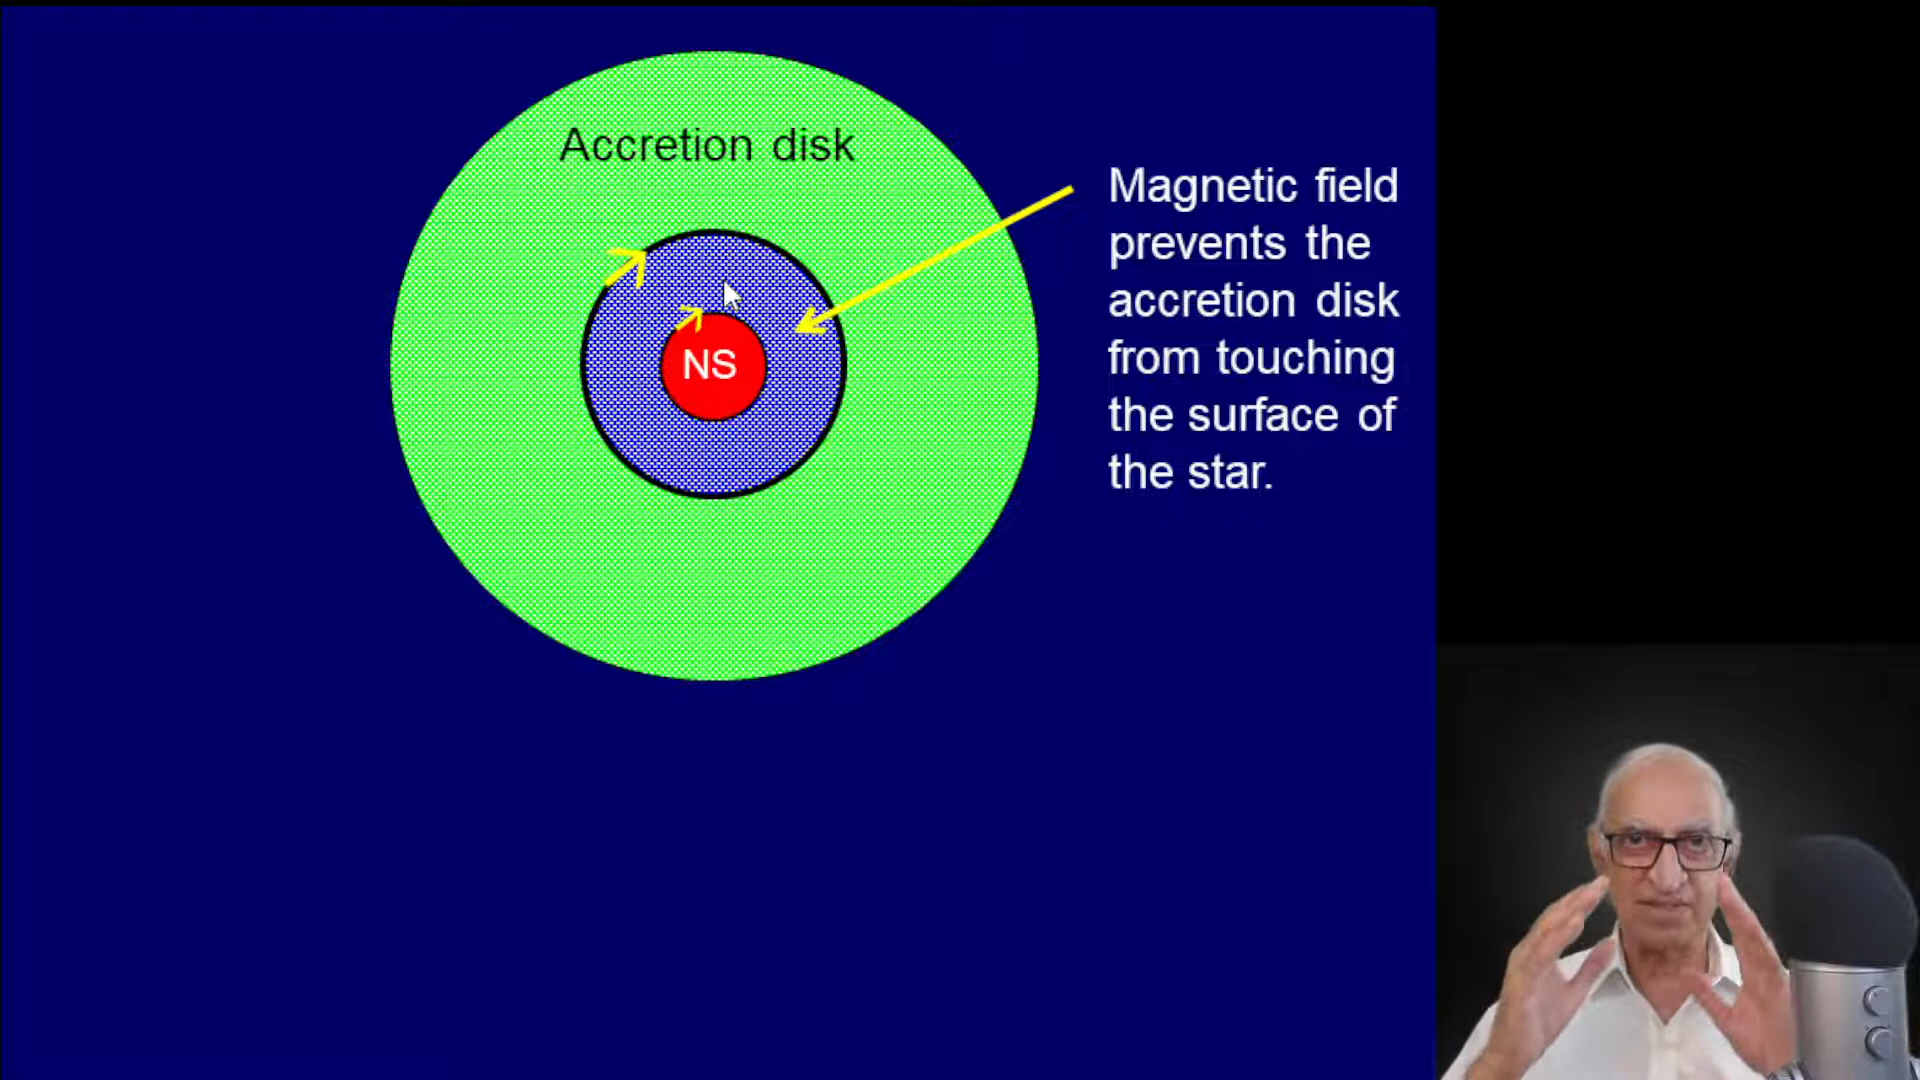 Accretion disk
Magnetic field
prevents the
accretion disk
from touching
the surface of
the star.
NS